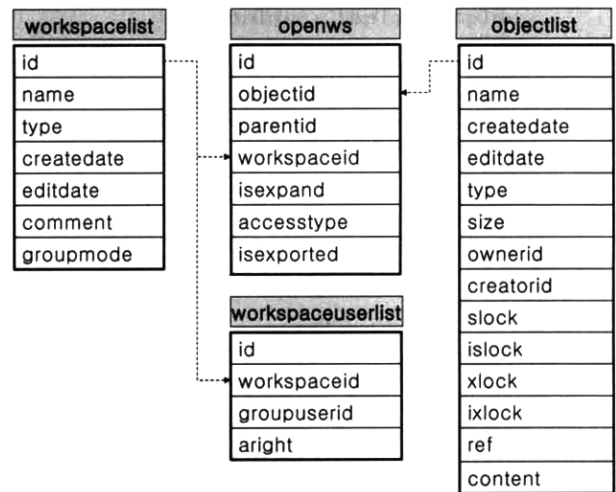 workspacelist
id
name
type
createdate
editdate
comment
groupmode
openws
id
objectid
parentid
workspaceid
isexpand
accesstype
isexported
workspaceuserlist
id
workspaceid
groupuserid
aright
objectlist
id
name
createdate
editdate
type
size
ownerid
creatorid
slock
islock
xlock
ixlock
ref
content